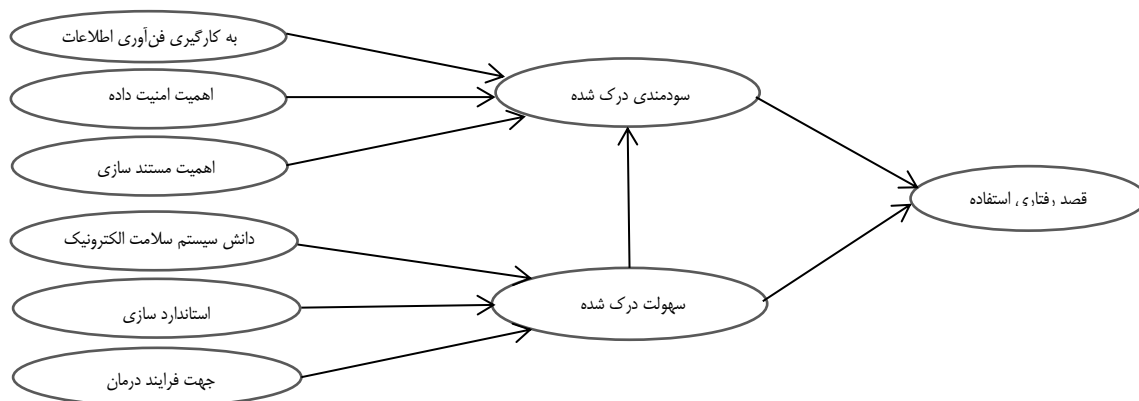 به کارگیری فن‌آوری اطلاعات
اهمیت امنیت داده
اهمیت مستند سازی
دانش سیستم سلامت الکترونیک
استاندارد سازی
جهت فرایند درمان
سودمندی درک شده
سهولت درک شده
قصد رفتاری استفاده